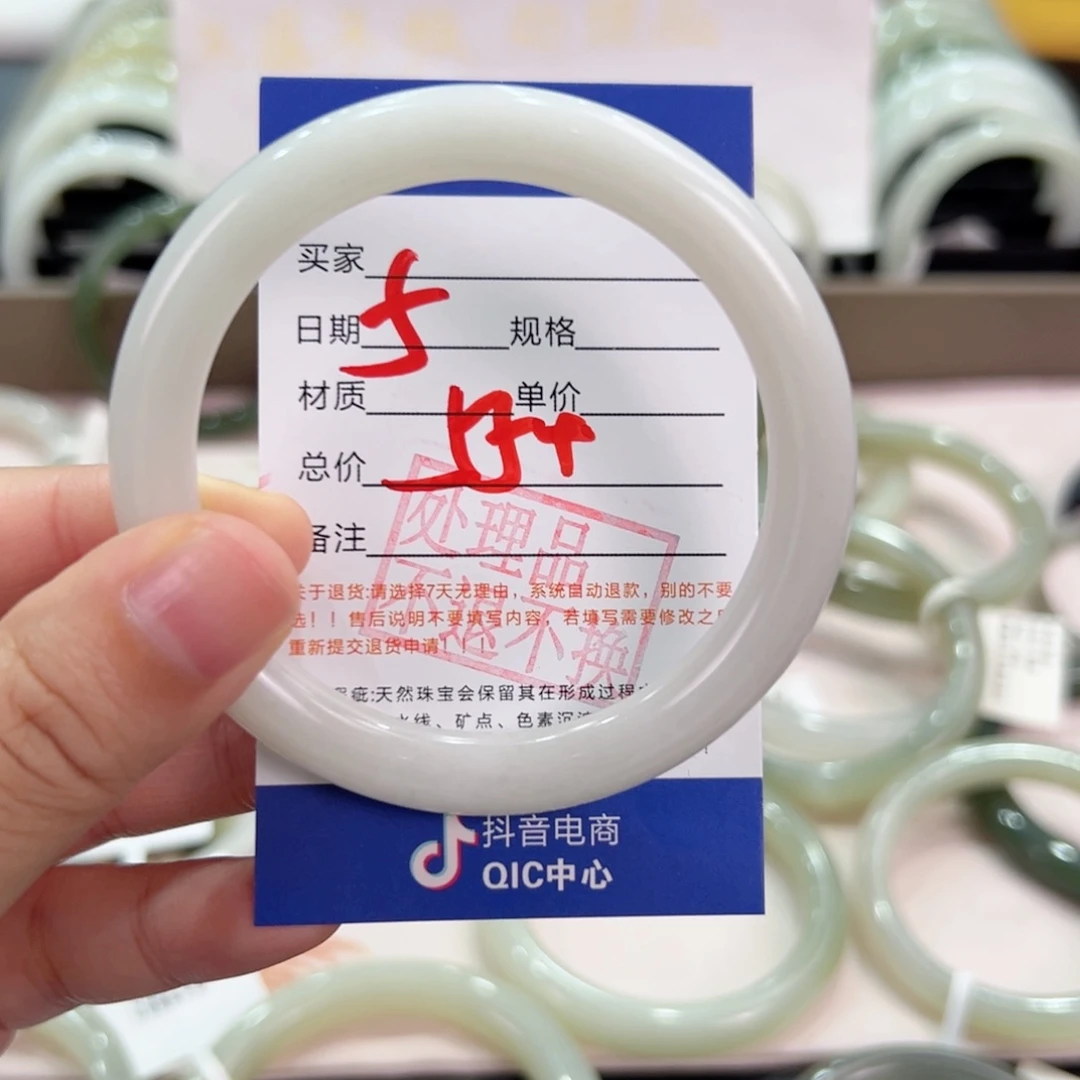 买家
日期 规格
材质 单价
总价
备注
处理品
不退不换
关于退货:请选择7天无理由，系统自动退款，别的不要
选！！售后说明不要填写内容，若填写需要修改之后
重新提交退货申请！！！
瑕疵:天然珠宝会保留其在形成过程
水线、矿点、色素沉淀
抖音电商
QIC中心